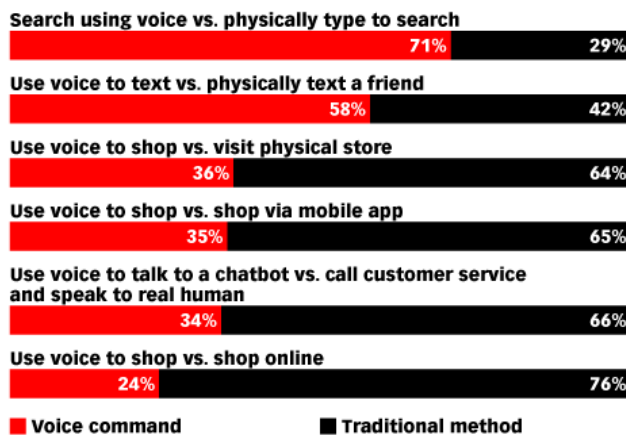 Search using voice vs. physically type to search
71% 29%
Use voice to text vs. physically text a friend
58% 42%
Use voice to shop vs. visit physical store
36% 64%
Use voice to shop vs. shop via mobile app
35% 65%
Use voice to talk to a chatbot vs. call customer service
and speak to real human
34% 66%
Use voice to shop vs. shop online
24% 76%
Voice command Traditional method